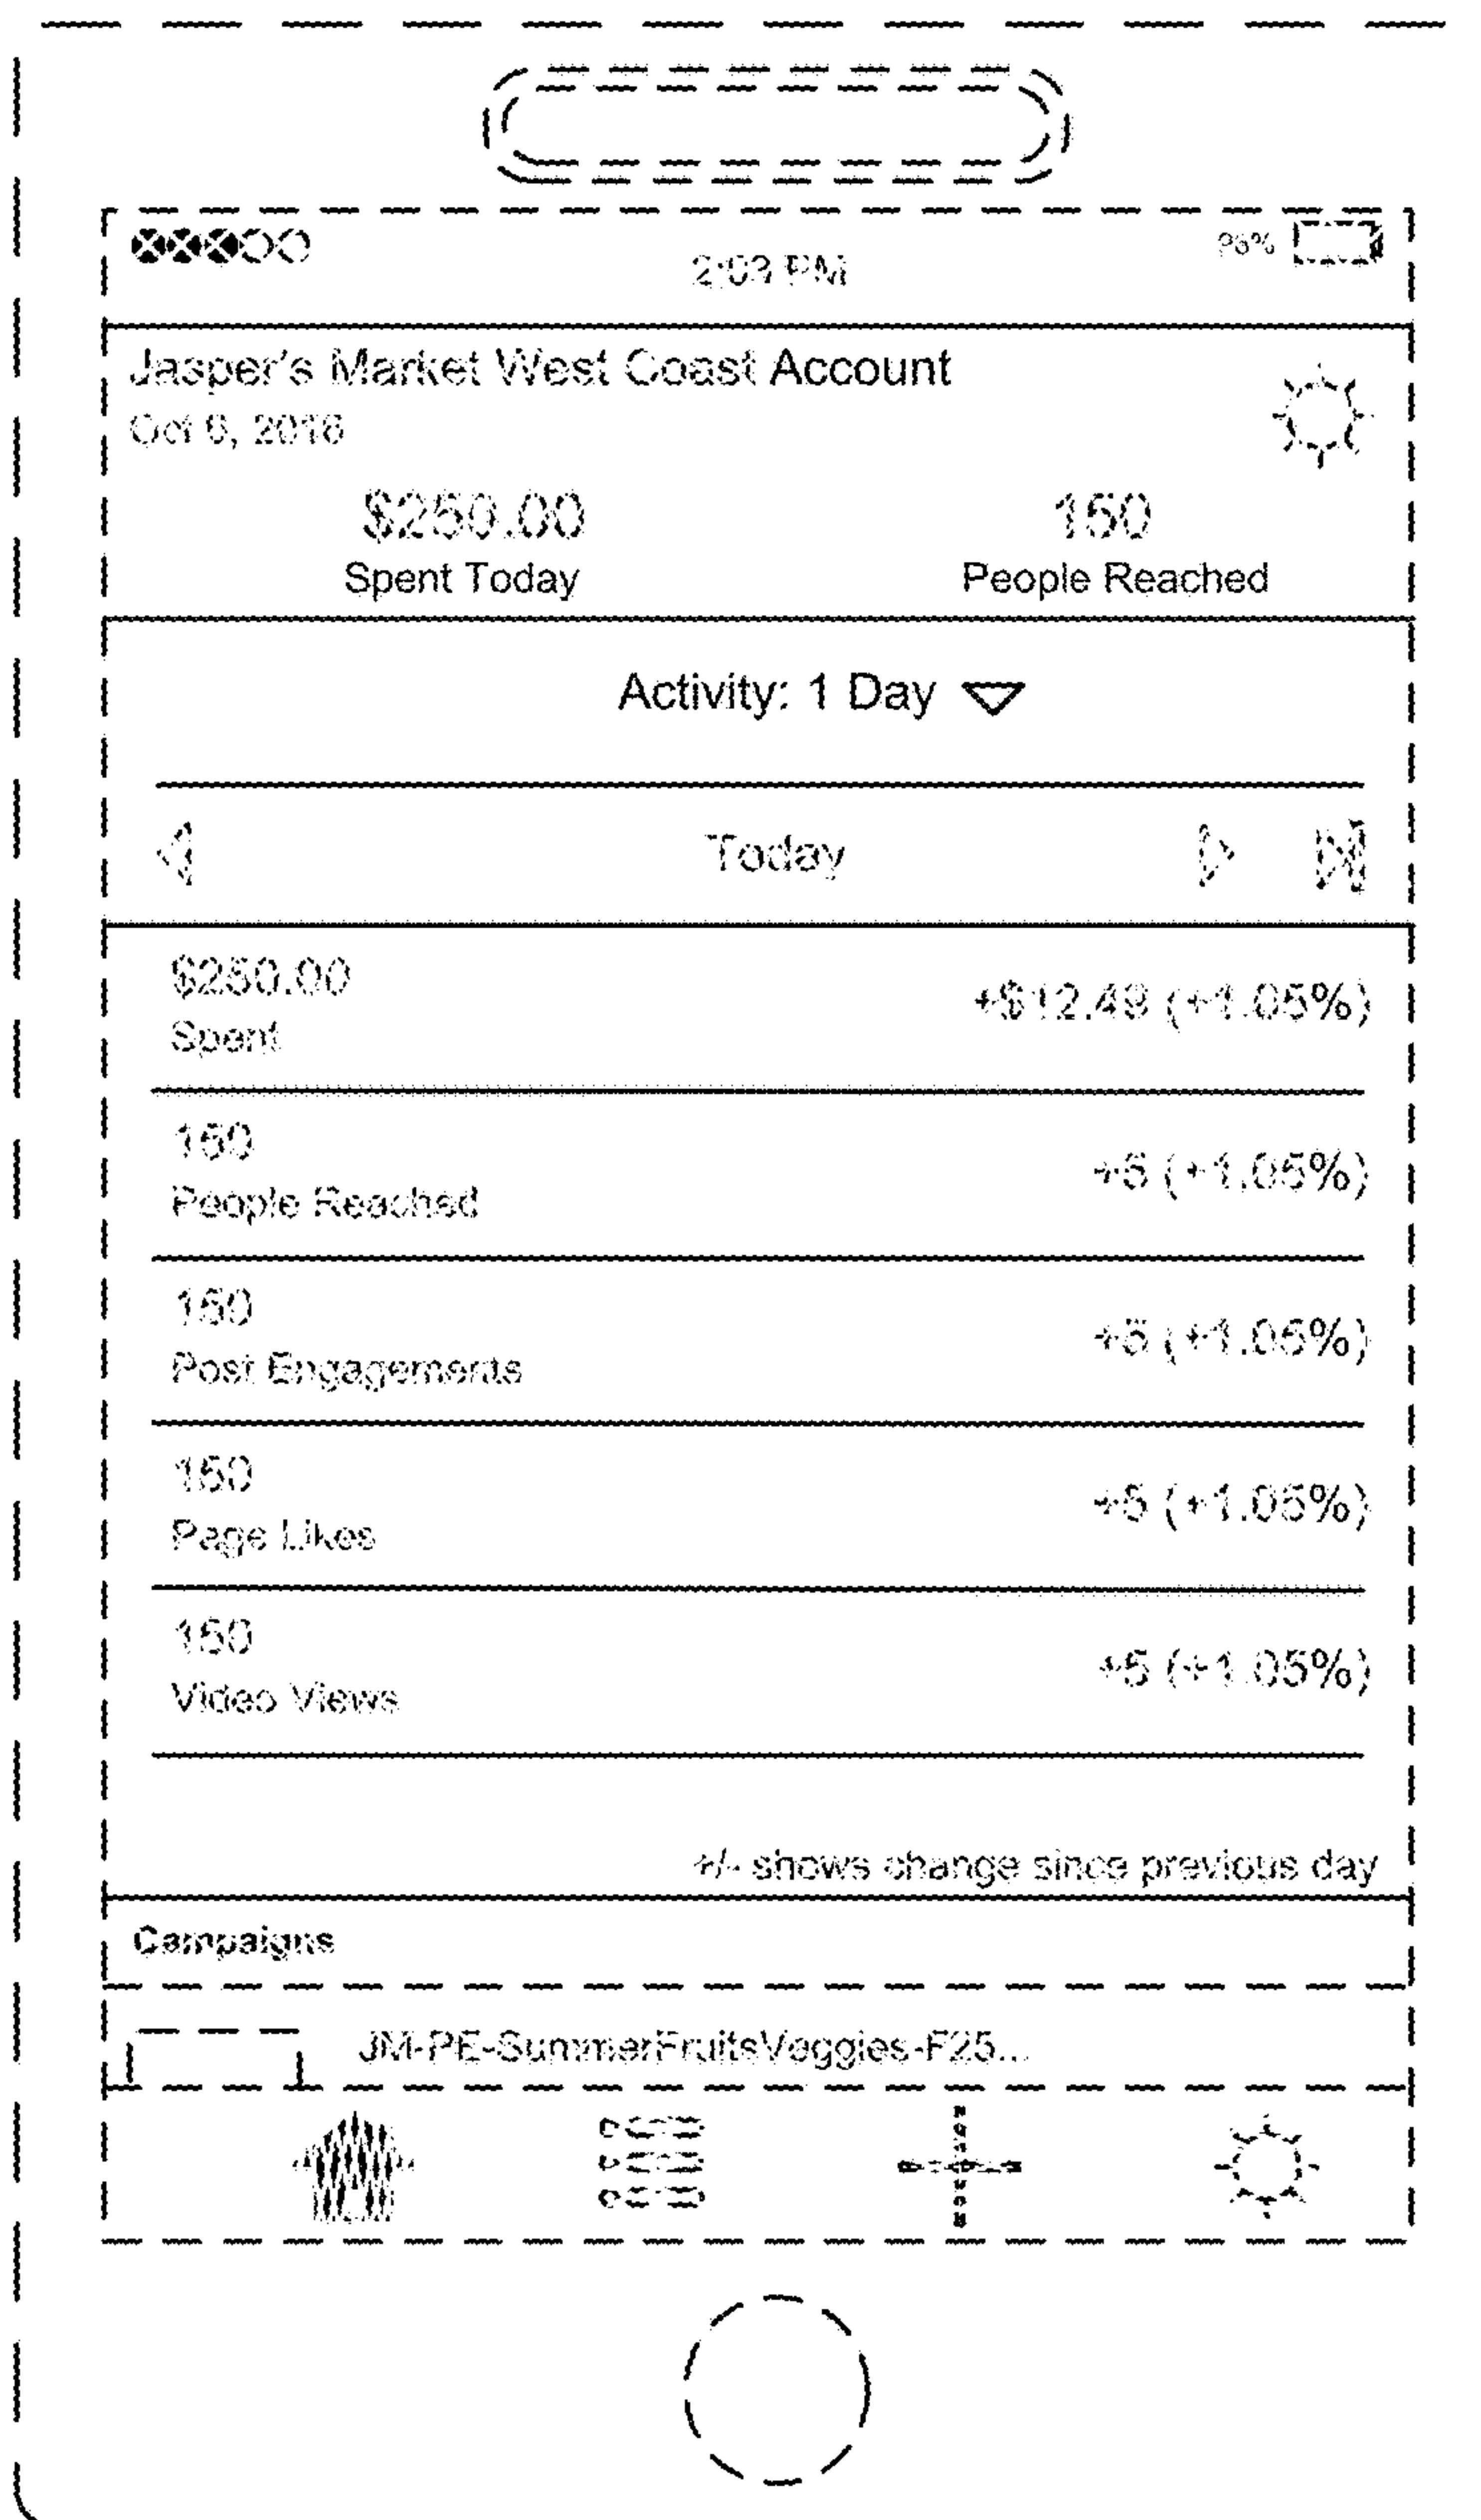 98%
2:03 PM
Jasper's Market West Coast Account
Oct 6, 2016
$250.00 150
Spent Today People Reached
Activity: 1 Day
Today
$250.00
+$12.49 (+1.05%)
Spent
150
+5 (+1.05%)
People Reached
150
+5 (+1.05%)
Post Engagements
150
+5 (+1.05%)
Page Likes
150
+5 (+1.05%)
Video Views
+/- shows change since previous day
Campaigns
JM-PE-SummerFruitsVeggies-F25...